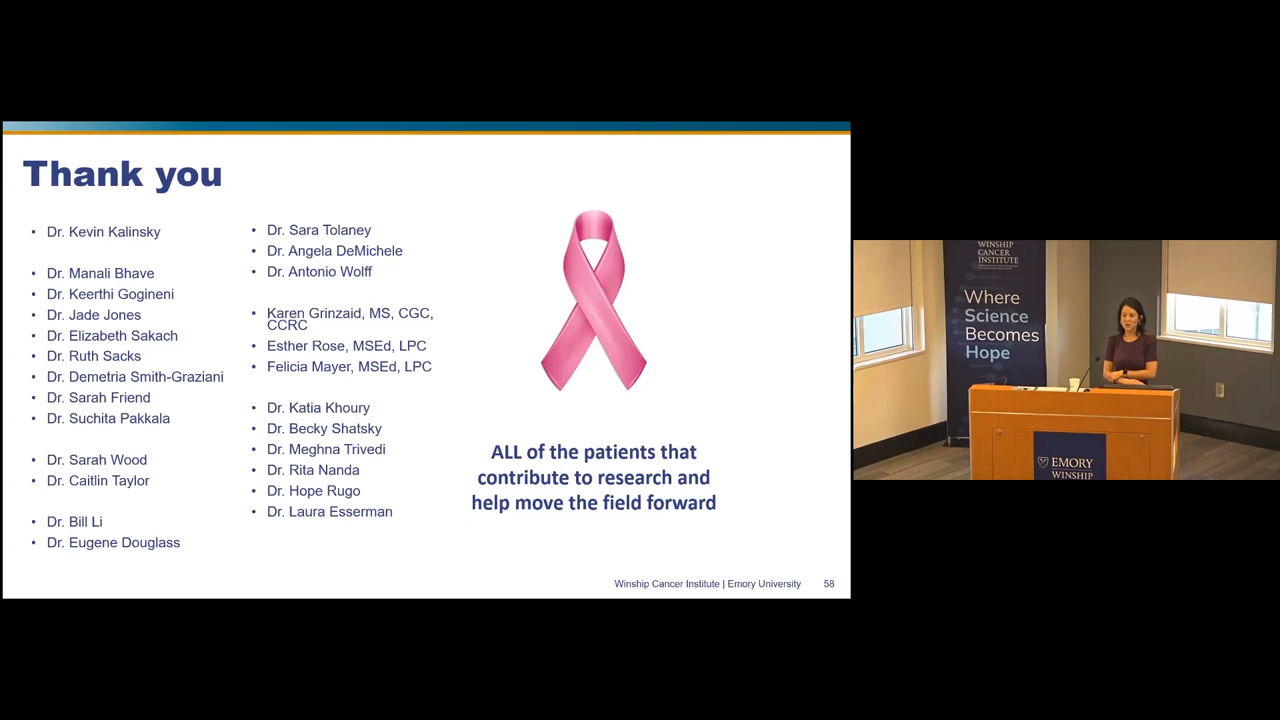 Thank you
• Dr. Kevin Kalinsky
• Dr. Manali Bhave
• Dr. Keerthi Gogineni
• Dr. Jade Jones
• Dr. Elizabeth Sakach
• Dr. Ruth Sacks
• Dr. Demetria Smith-Graziani
• Dr. Sarah Friend
• Dr. Suchita Pakkala
• Dr. Sarah Wood
• Dr. Caitlin Taylor
• Dr. Bill Li
• Dr. Eugene Douglass
• Dr. Sara Tolaney
• Dr. Angela DeMichele
• Dr. Antonio Wolff
• Karen Grinzaid, MS, CGC,
CCRC
• Esther Rose, MSEd, LPC
• Felicia Mayer, MSEd, LPC
• Dr. Katia Khoury
• Dr. Becky Shatsky
• Dr. Meghna Trivedi
• Dr. Rita Nanda
• Dr. Hope Rugo
• Dr. Laura Esserman
ALL of the patients that
contribute to research and
help move the field forward
Winship Cancer Institute | Emory University 58
WINSHIP
CANCER
INSTITUTE
Where
Science
Becomes
Hope
EMORY
WINSHIP